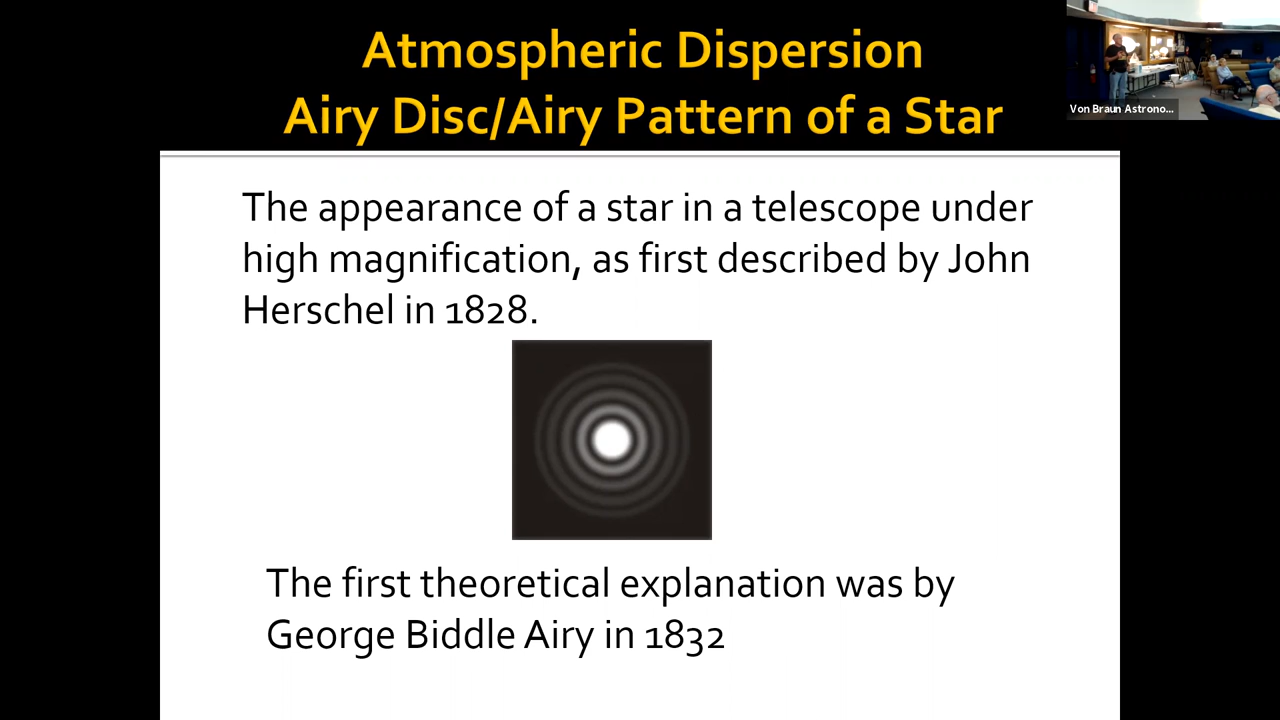 Atmospheric Dispersion
Airy Disc/Airy Pattern of a Star
Von Braun Astrono...
The appearance of a star in a telescope under
high magnification, as first described by John
Herschel in 1828.
The first theoretical explanation was by
George Biddle Airy in 1832